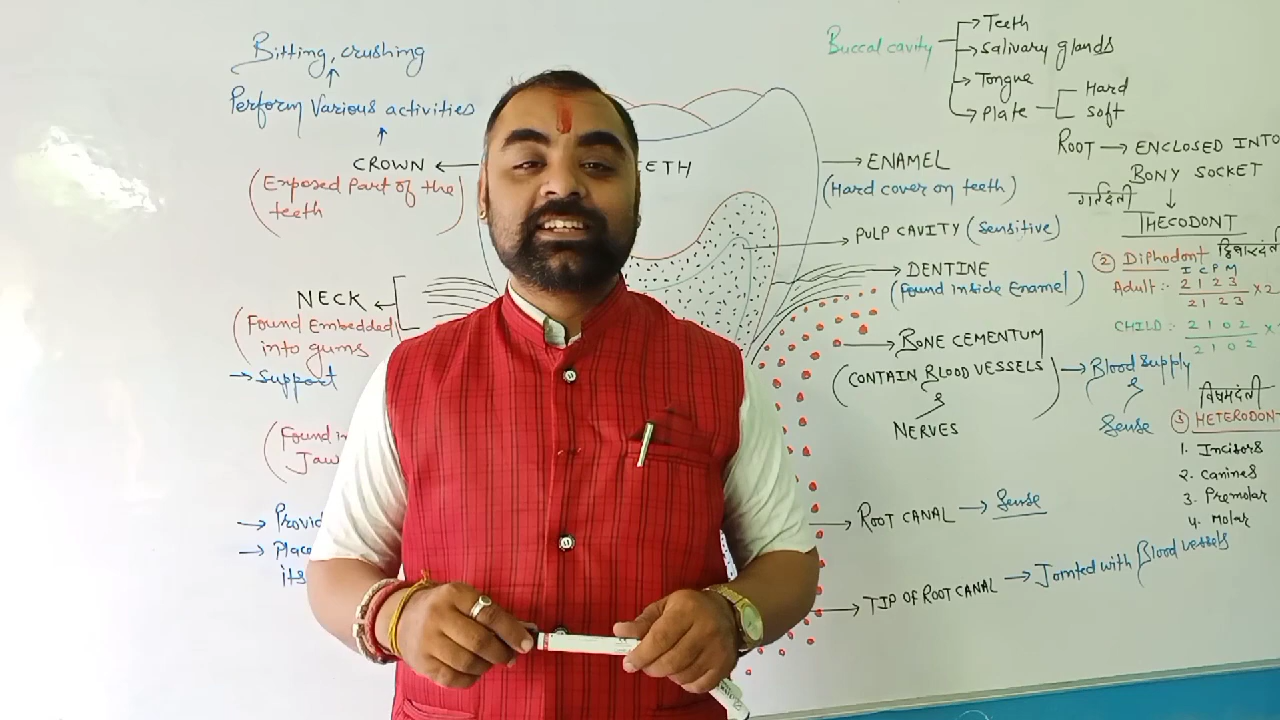 Bitting, crushing
Perform Various activities
CROWN
(Exposed part of the
teeth)
NECK
(Found Embedded
into gums
→ Support
(Found in
Jaw
→ Provid
→ Place
its
ETH
ENAMEL
(Hard cover on teeth)
PULP CAVITY (Sensitive)
DENTINE
(Found Inside Enamel)
BONE CEMENTUM
(CONTAIN BLOOD VESSELS) → Blood supply
&
NERVES
&
Sense
ROOT CANAL → Sense
TIP OF ROOT CANAL → Jointed with Blood vessels
Buccal cavity
Teeth
Salivary glands
Tongue
Plate
Hard
Soft
ROOT → ENCLOSED INTO
BONY SOCKET
गर्तदंती
THECODONT
② Diphodont द्विबारदंती
I C P M
Adult :- 2 1 2 3 × 2
2 1 2 3
CHILD :- 2 1 0 2 ×
2 1 0 2
विषमदंती
③ HETERODONT
1. Incisors
2. Canines
3. Premolar
4. Molar